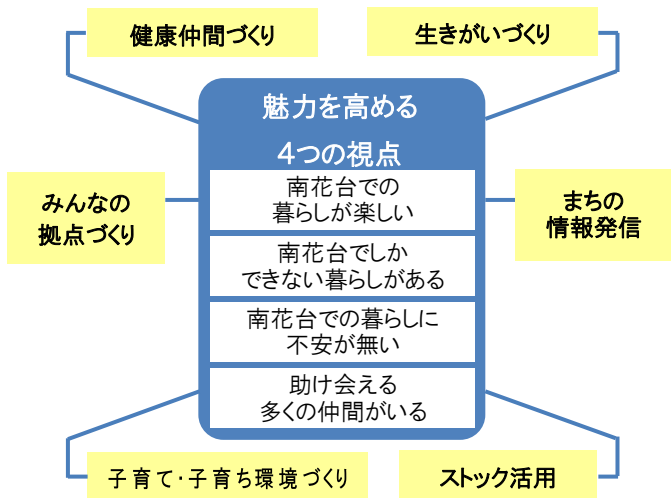 健康仲間づくり
生きがいづくり
魅力を高める
4つの視点
みんなの
拠点づくり
南花台での
暮らしが楽しい
まちの
情報発信
南花台でしか
できない暮らしがある
南花台での暮らしに
不安が無い
助け会える
多くの仲間がいる
子育て・子育ち環境づくり
ストック活用